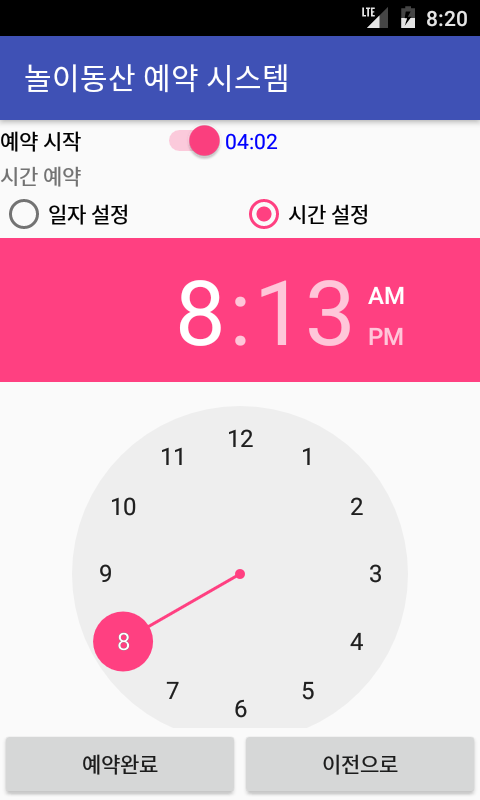 LTE 8:20
놀이동산 예약 시스템
예약 시작 04:02
시간 예약
일자 설정 시간 설정
8:13 AM
PM
12
11 1
10 2
9 3
8 4
7 5
6
예약완료 이전으로